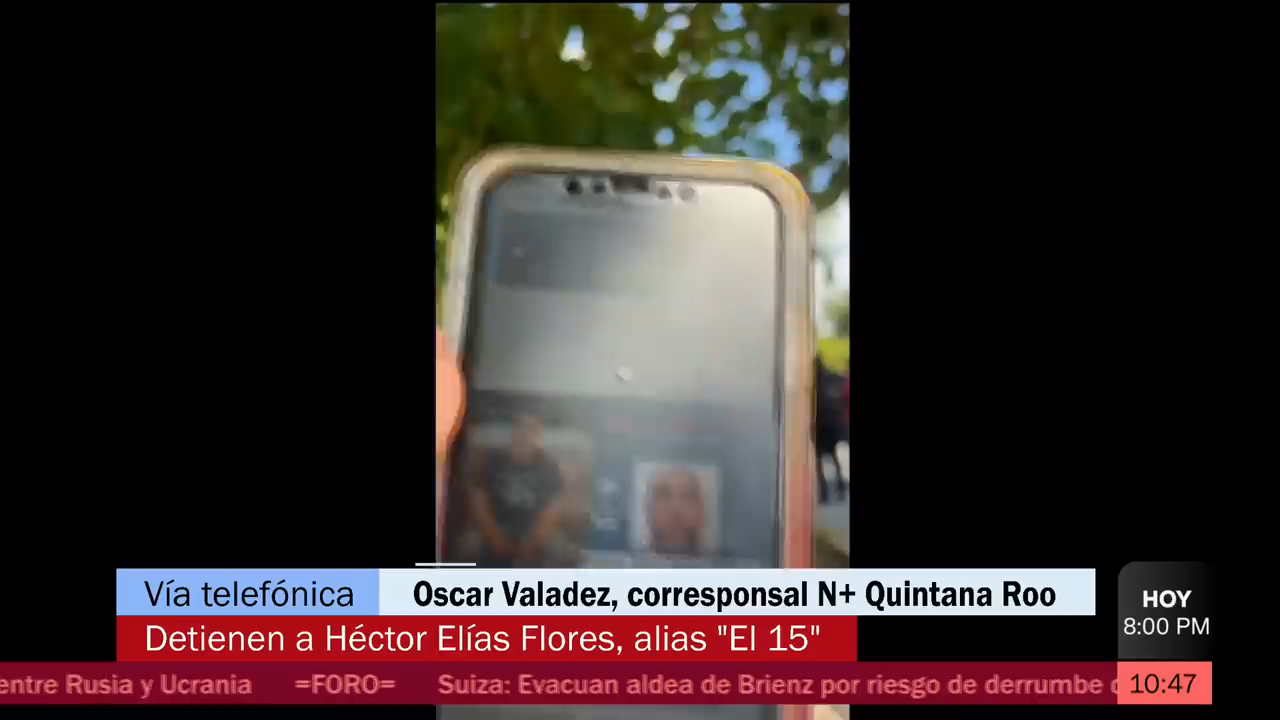 Vía telefónica
Oscar Valadez, corresponsal N+ Quintana Roo
Detienen a Héctor Elías Flores, alias "El 15"
HOY
8:00 PM
entre Rusia y Ucrania =FORO= Suiza: Evacuan aldea de Brienz por riesgo de derrumbe
10:47